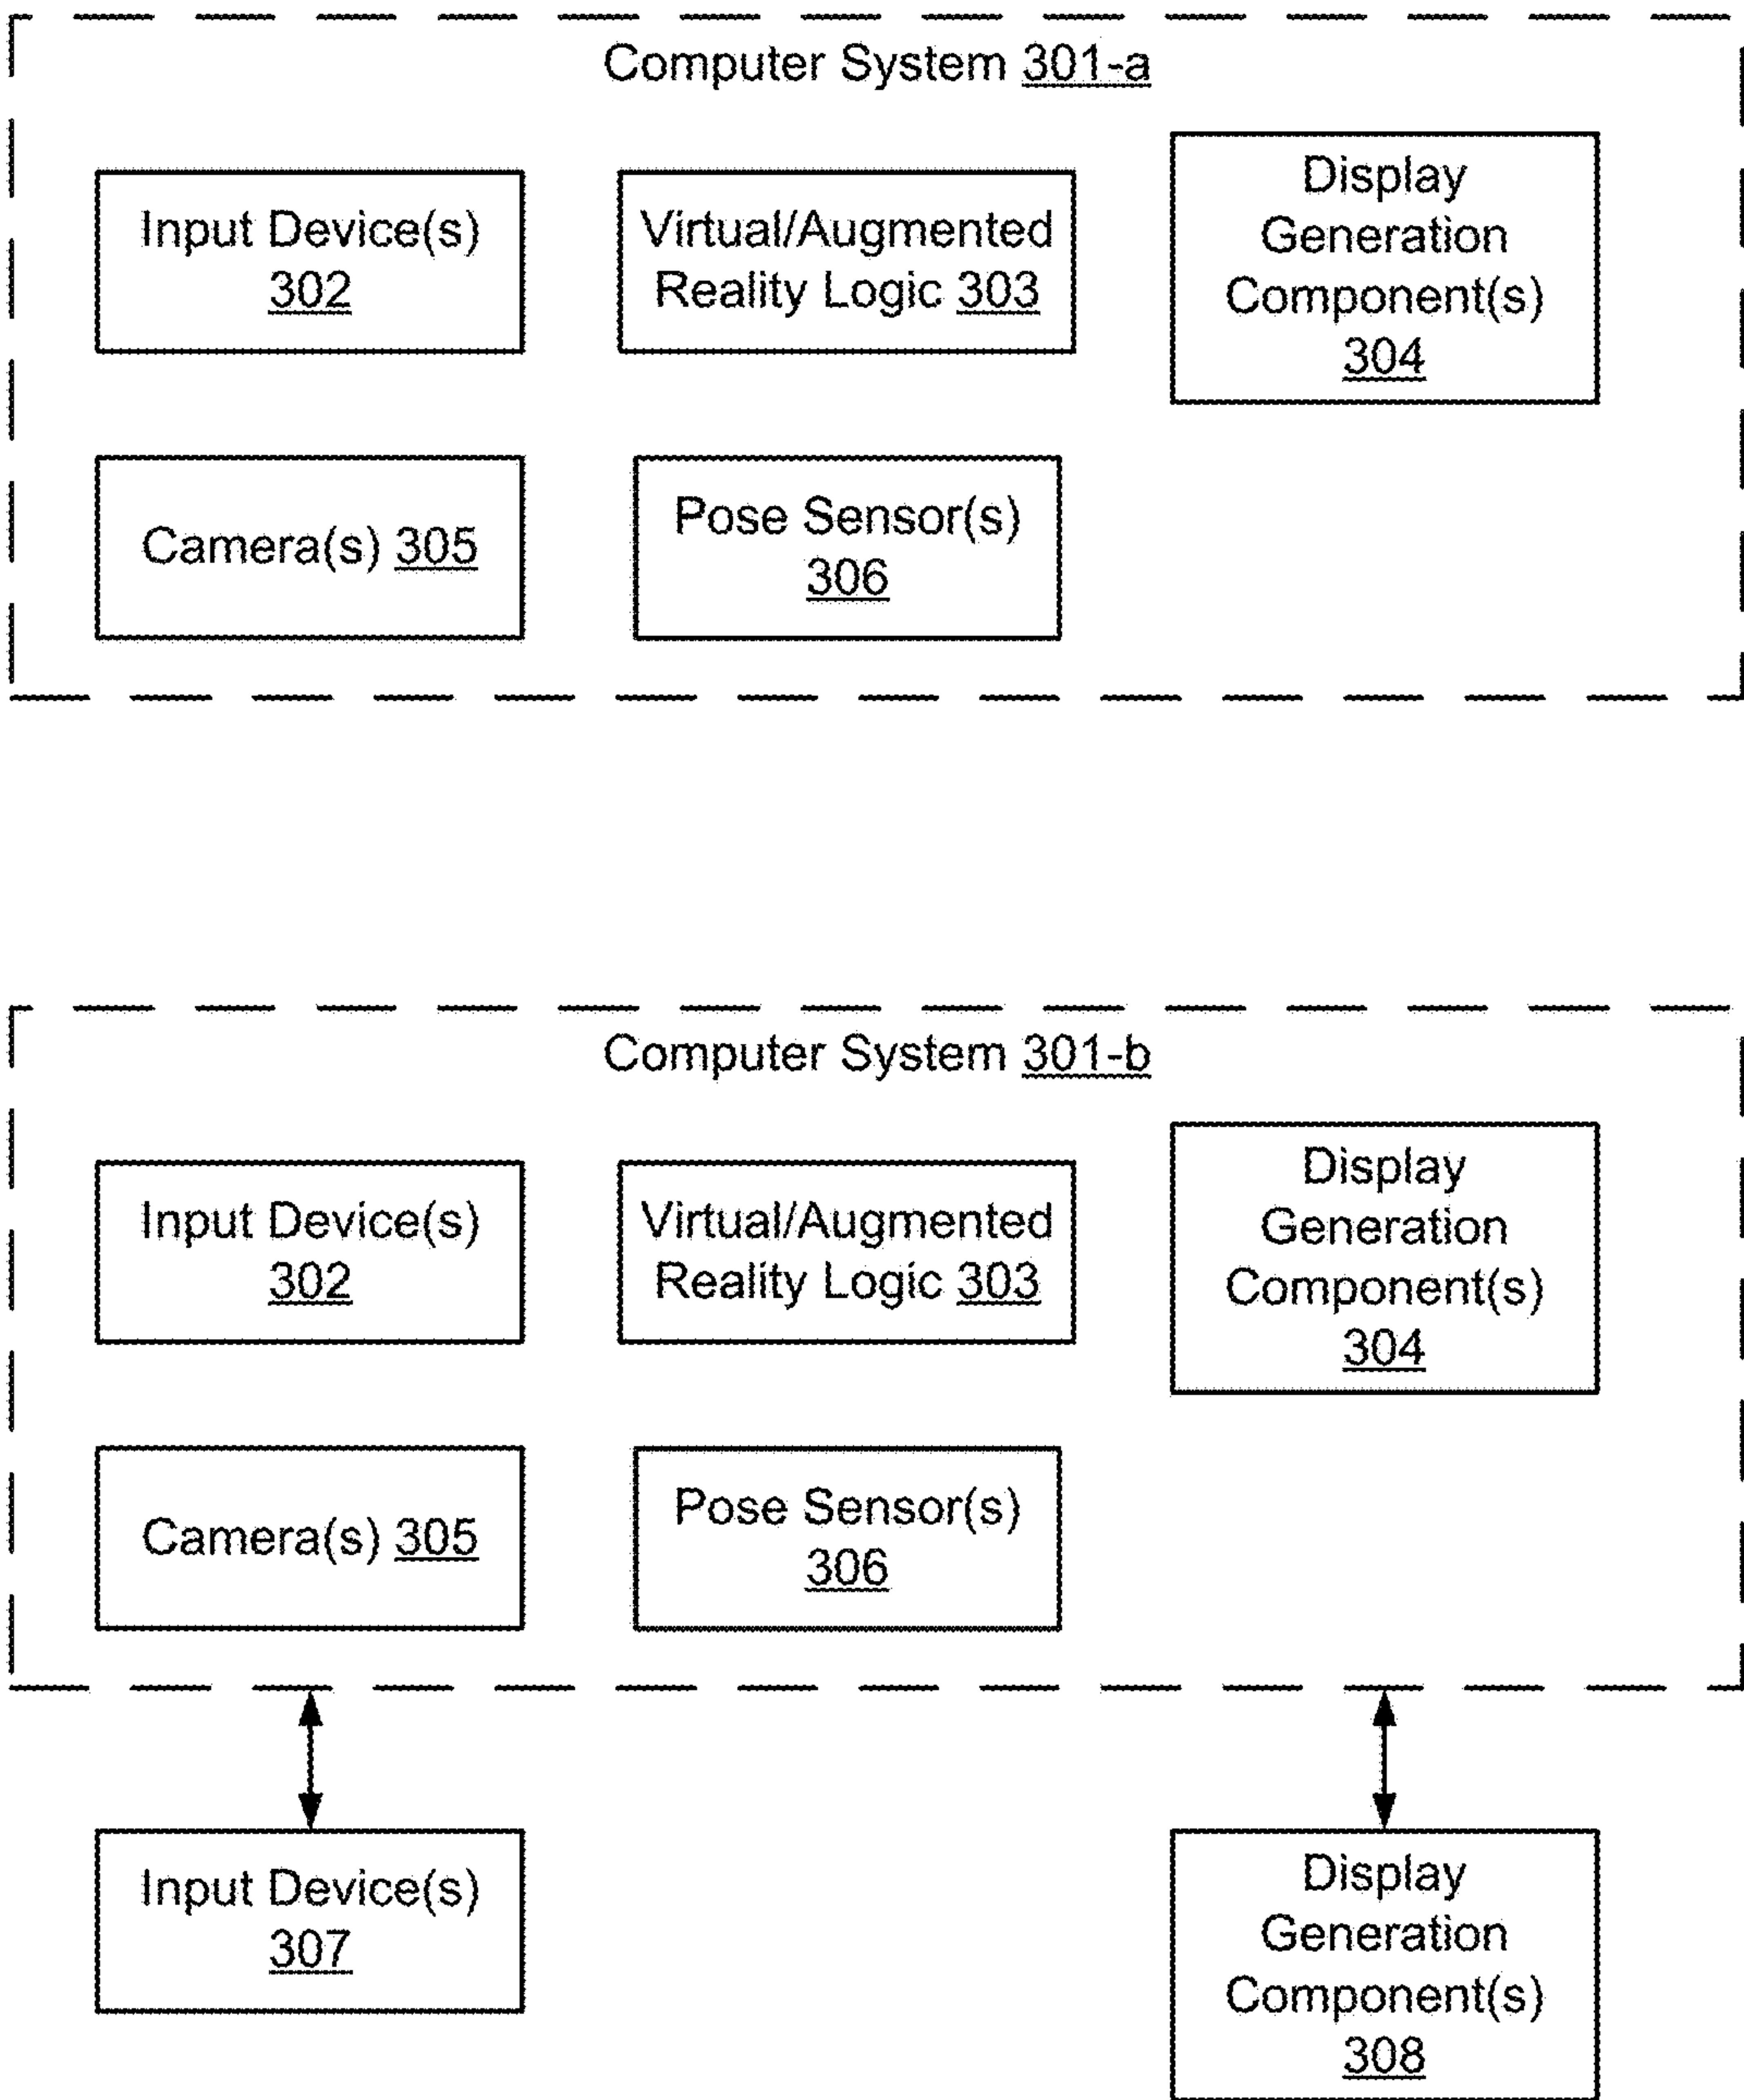 Computer System 301-a
Input Device(s)
302
Virtual/Augmented
Reality Logic 303
Display
Generation
Component(s)
304
Camera(s) 305
Pose Sensor(s)
306
Computer System 301-b
Input Device(s)
302
Virtual/Augmented
Reality Logic 303
Display
Generation
Component(s)
304
Camera(s) 305
Pose Sensor(s)
306
Input Device(s)
307
Display
Generation
Component(s)
308